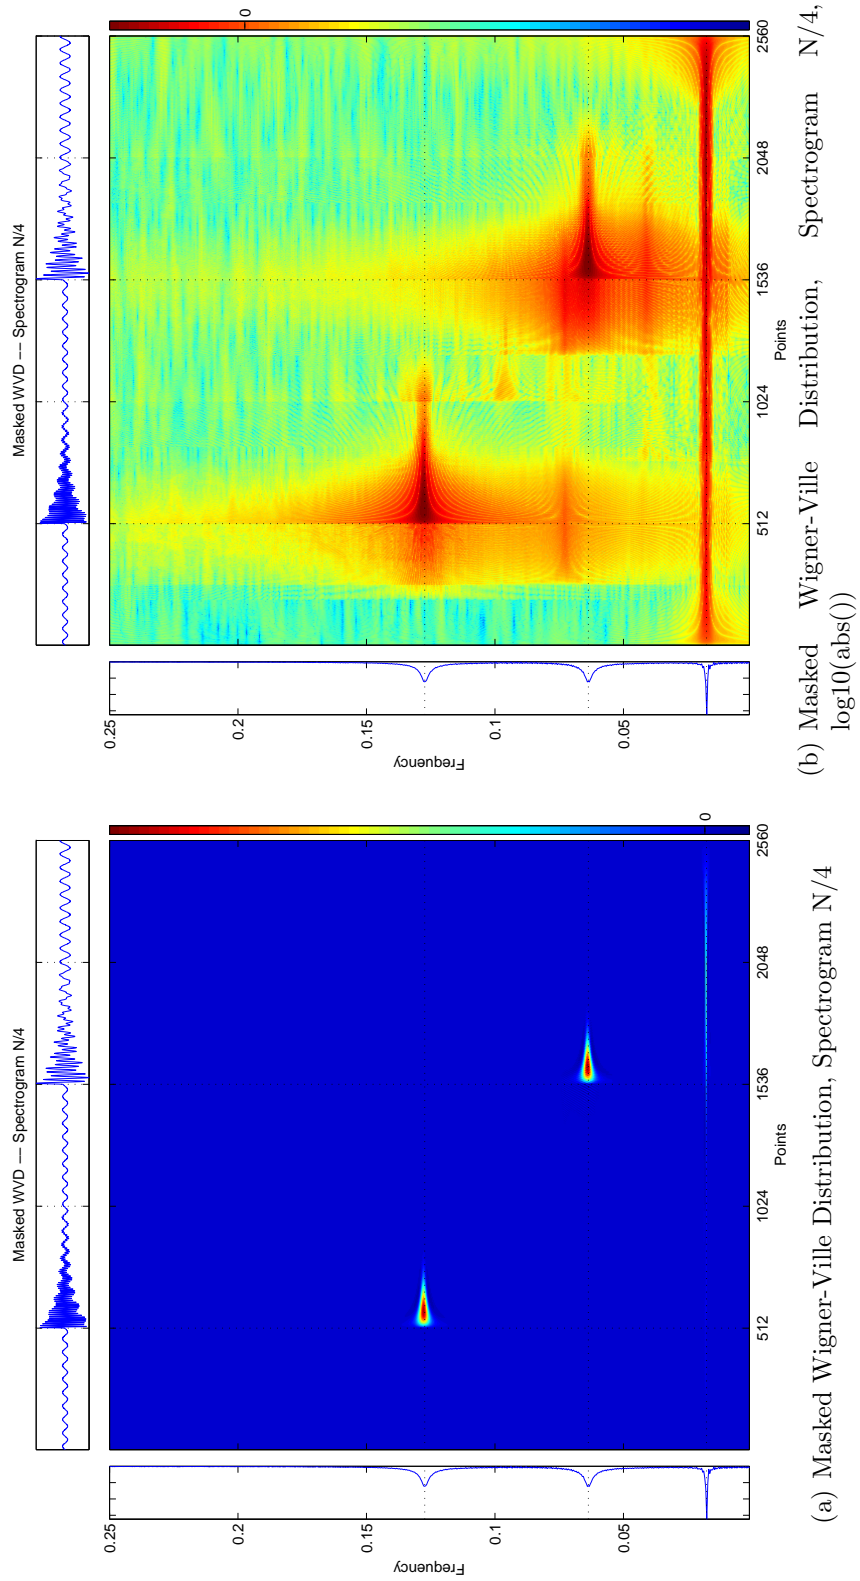 Masked WVD −− Spectrogram N/4
Frequency
0.25
0.2
0.15
0.1
0.05
512
1024
1536
2048
2560
Points
0
(a) Masked Wigner-Ville Distribution, Spectrogram N/4
Masked WVD −− Spectrogram N/4
Frequency
0.25
0.2
0.15
0.1
0.05
512
1024
1536
2048
2560
Points
0
(b) Masked Wigner-Ville Distribution, Spectrogram N/4,
log10(abs())